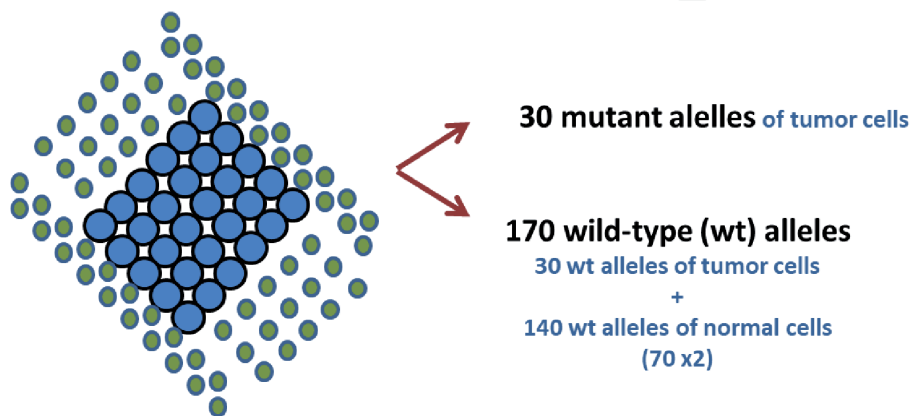 30 mutant alelles of tumor cells
170 wild-type (wt) alleles
30 wt alleles of tumor cells
+
140 wt alleles of normal cells
(70 x2)